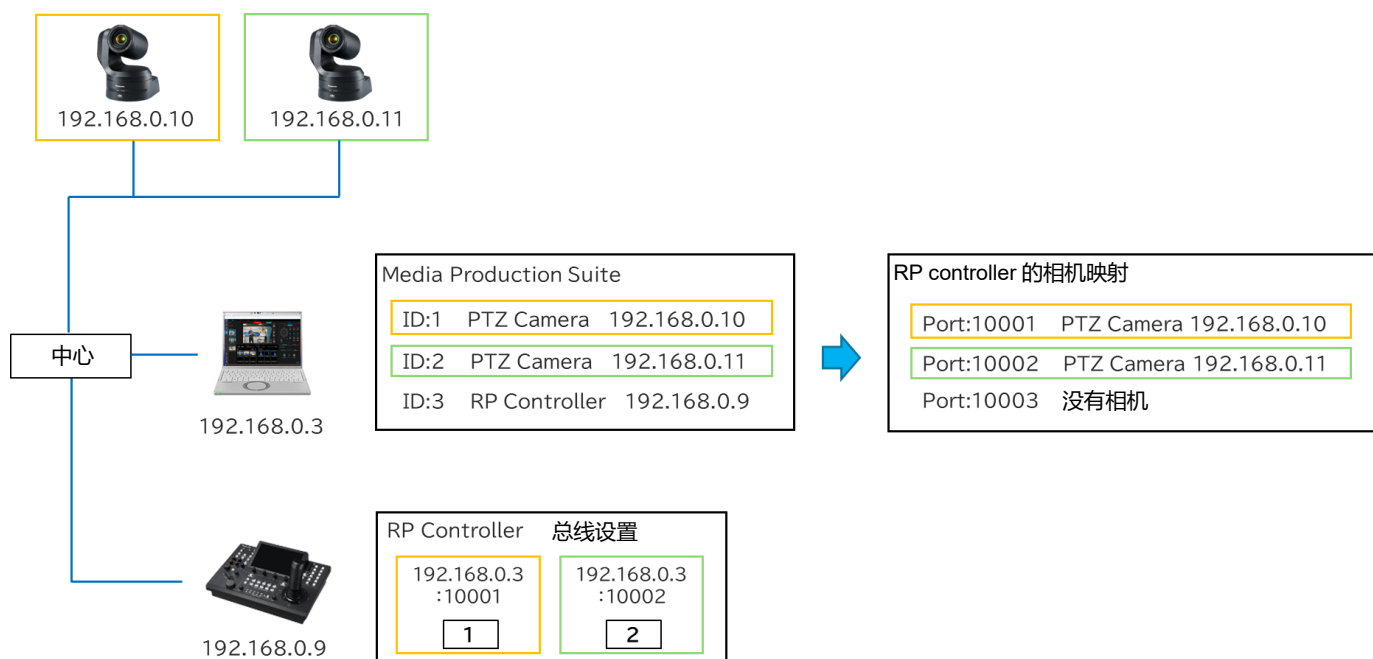 192.168.0.10
192.168.0.11
中心
192.168.0.3
Media Production Suite
ID:1 PTZ Camera 192.168.0.10
ID:2 PTZ Camera 192.168.0.11
ID:3 RP Controller 192.168.0.9
RP controller 的相机映射
Port:10001 PTZ Camera 192.168.0.10
Port:10002 PTZ Camera 192.168.0.11
Port:10003 没有相机
192.168.0.9
RP Controller 总线设置
192.168.0.3
:10001
1
192.168.0.3
:10002
2